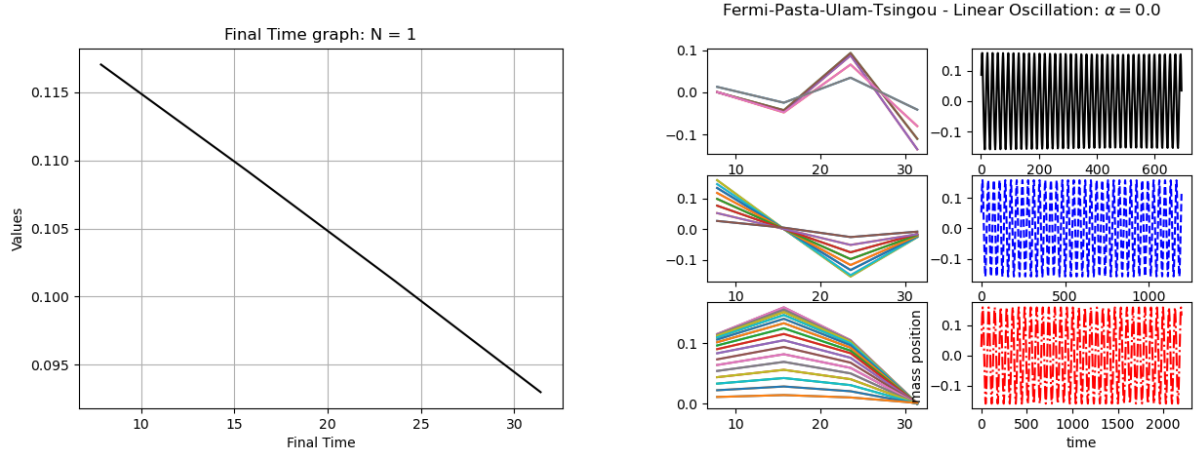 Fermi-Pasta-Ulam-Tsingou - Linear Oscillation: α = 0.0
Final Time graph: N = 1
Values
0.115
0.110
0.105
0.100
0.095
10 15 20 25 30
Final Time
0.1
0.0
−0.1
10 20 30
0.1
0.0
−0.1
0 200 400 600
0.1
0.0
−0.1
10 20 30
0.1
0.0
−0.1
0 500 1000
0.1
0.0
10 20 30
mass position
0.1
0.0
−0.1
0 500 1000 1500 2000
time